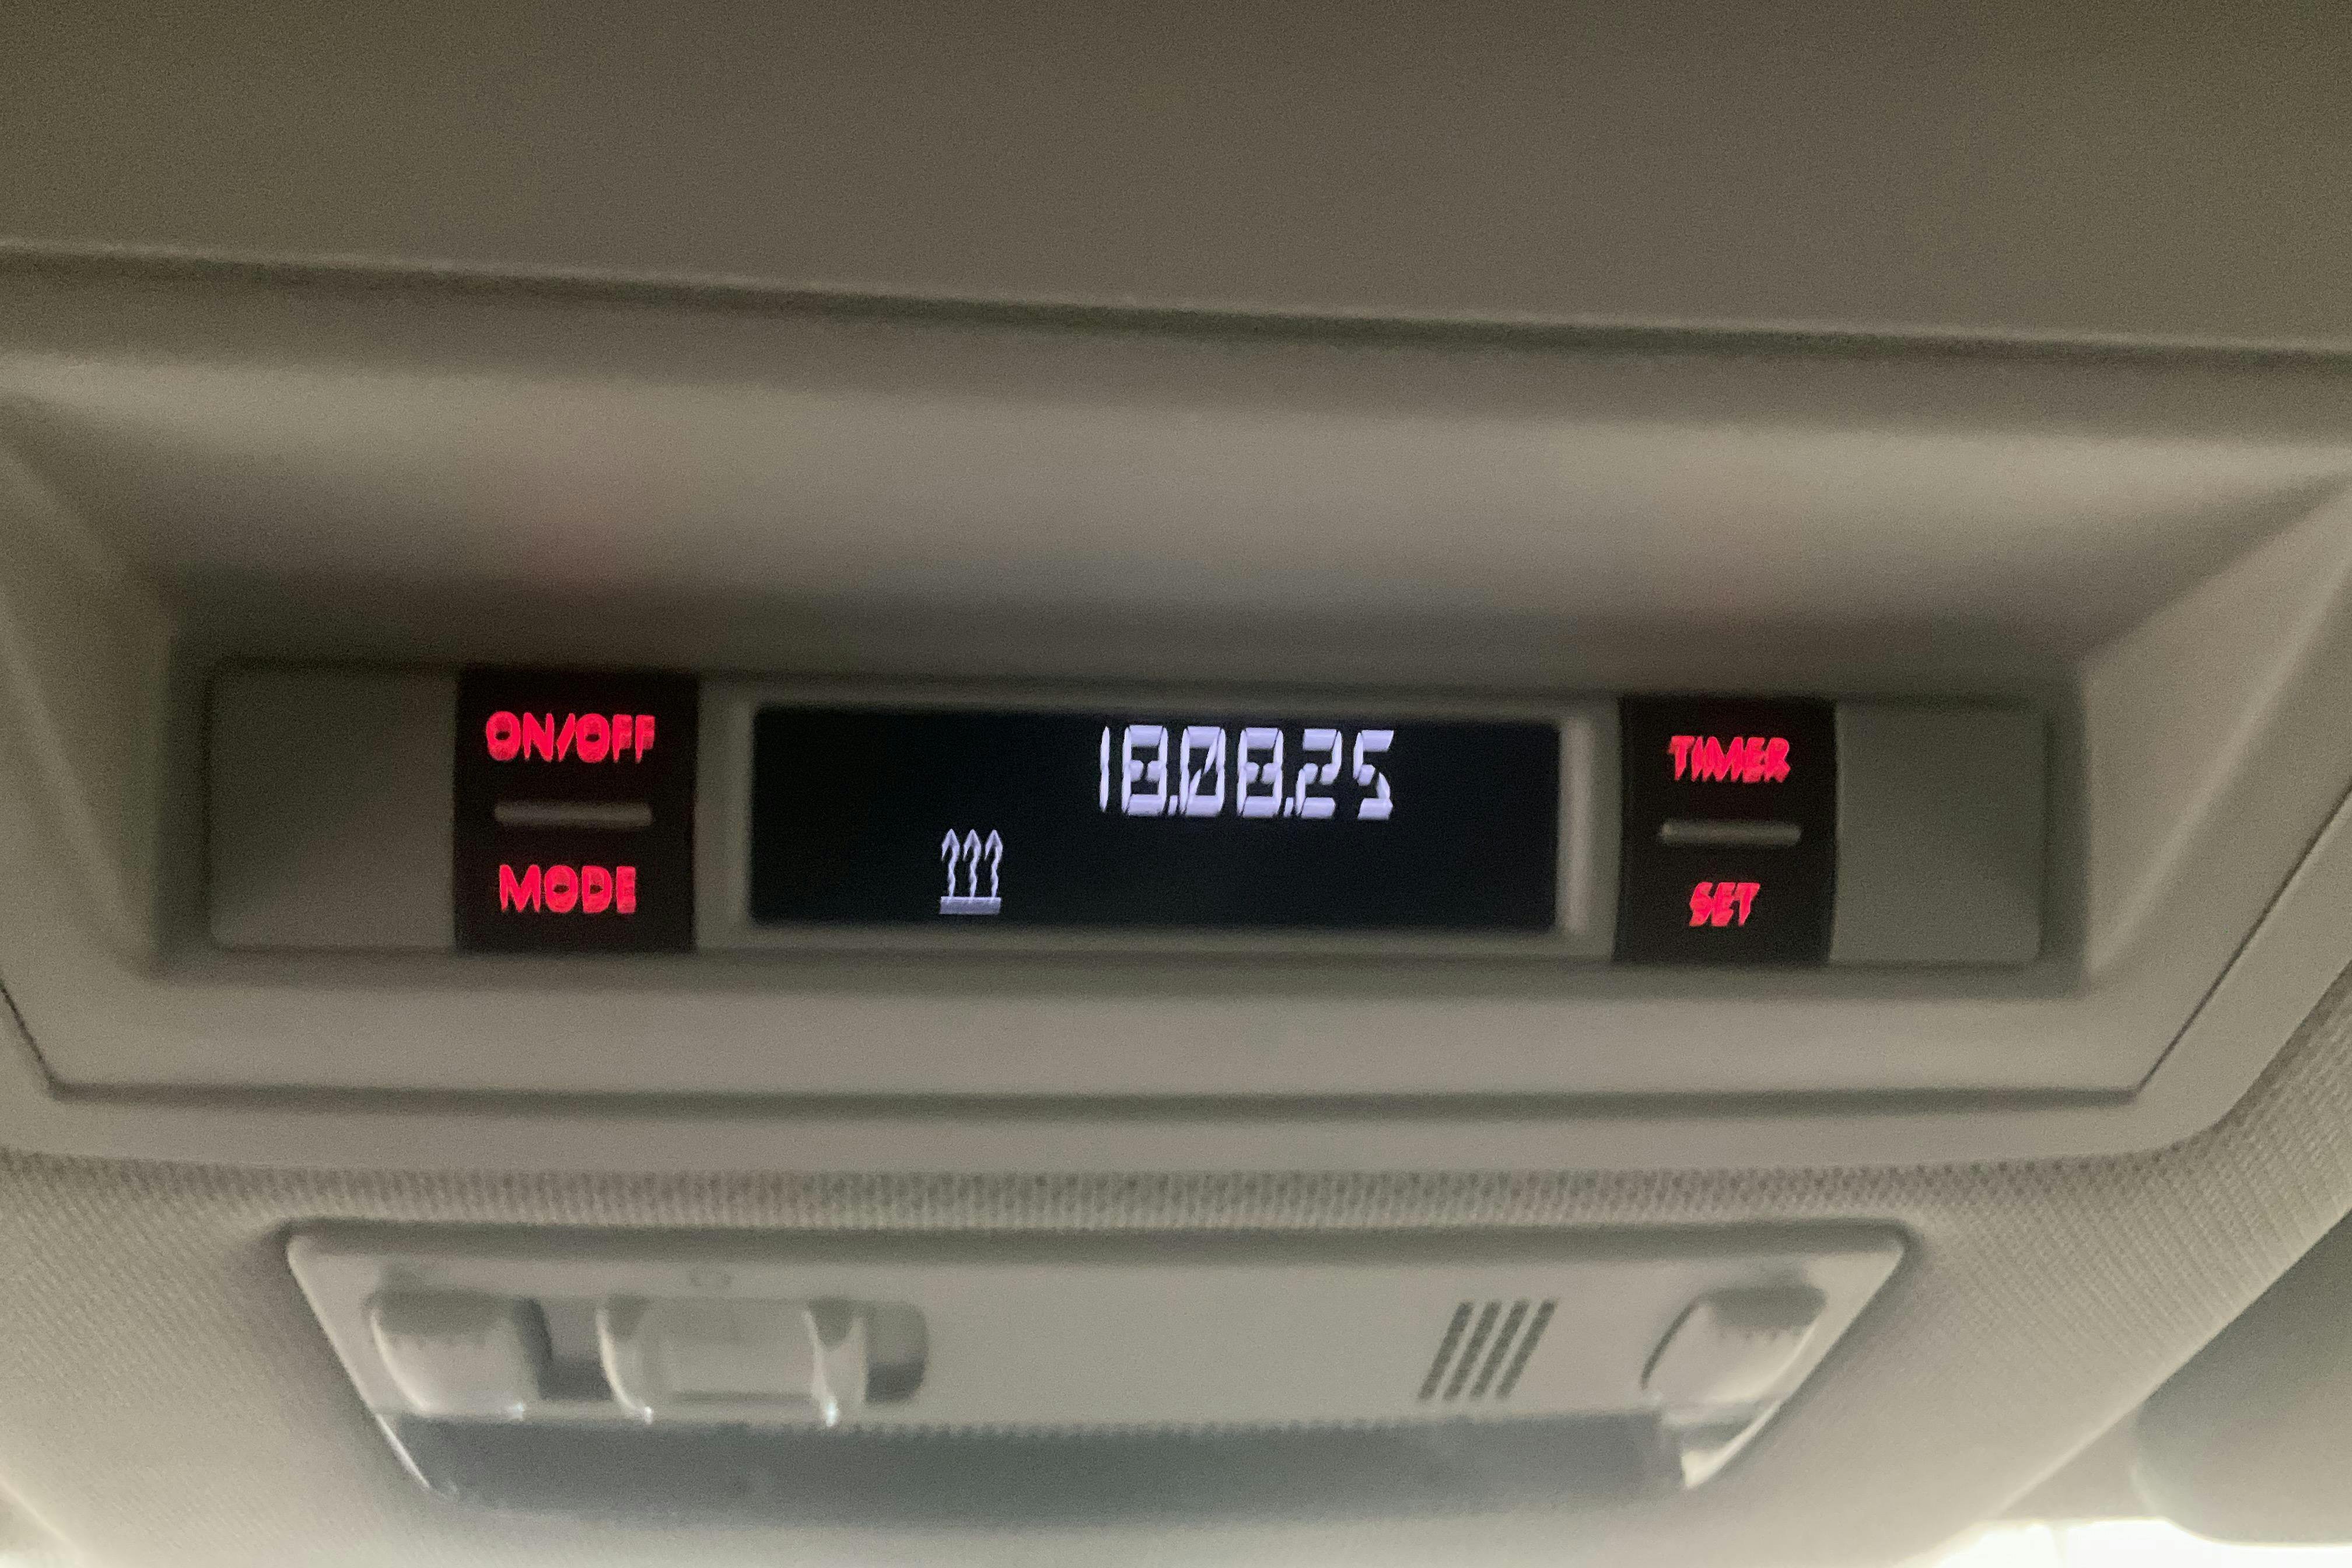 ON/OFF
MODE
18.08.25
TIMER
SET